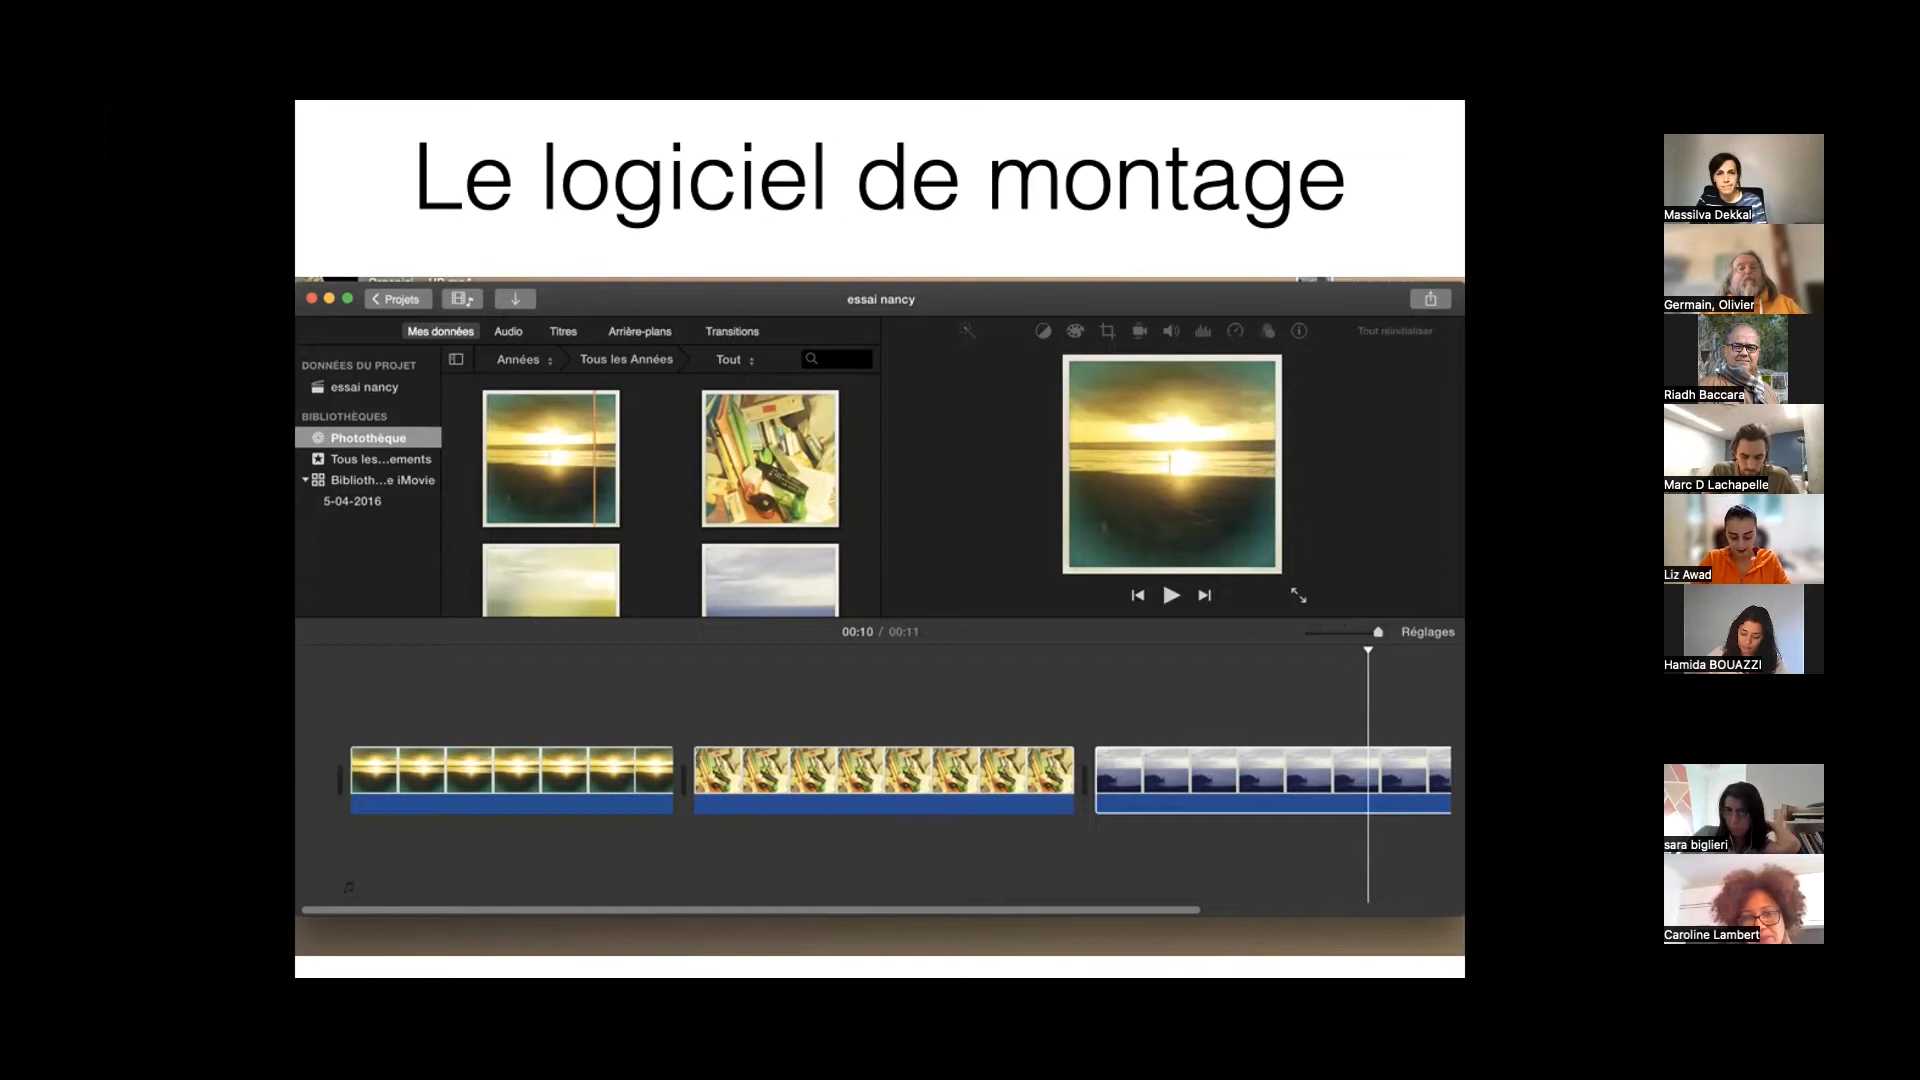 Le logiciel de montage
Projets
essai nancy
Mes données
Audio
Titres
Arrière-plans
Transitions
Tout réinitialiser
DONNÉES DU PROJET
essai nancy
BIBLIOTHÈQUES
Photothèque
Tous les...ements
Biblioth...e iMovie
5-04-2016
Années
Tous les Années
Tout
00:10 / 00:11
Réglages
Massilva Dekkal
Germain, Olivier
Riadh Baccara
Marc D Lachapelle
Liz Awad
Hamida BOUAZZI
sara biglieri
Caroline Lambert